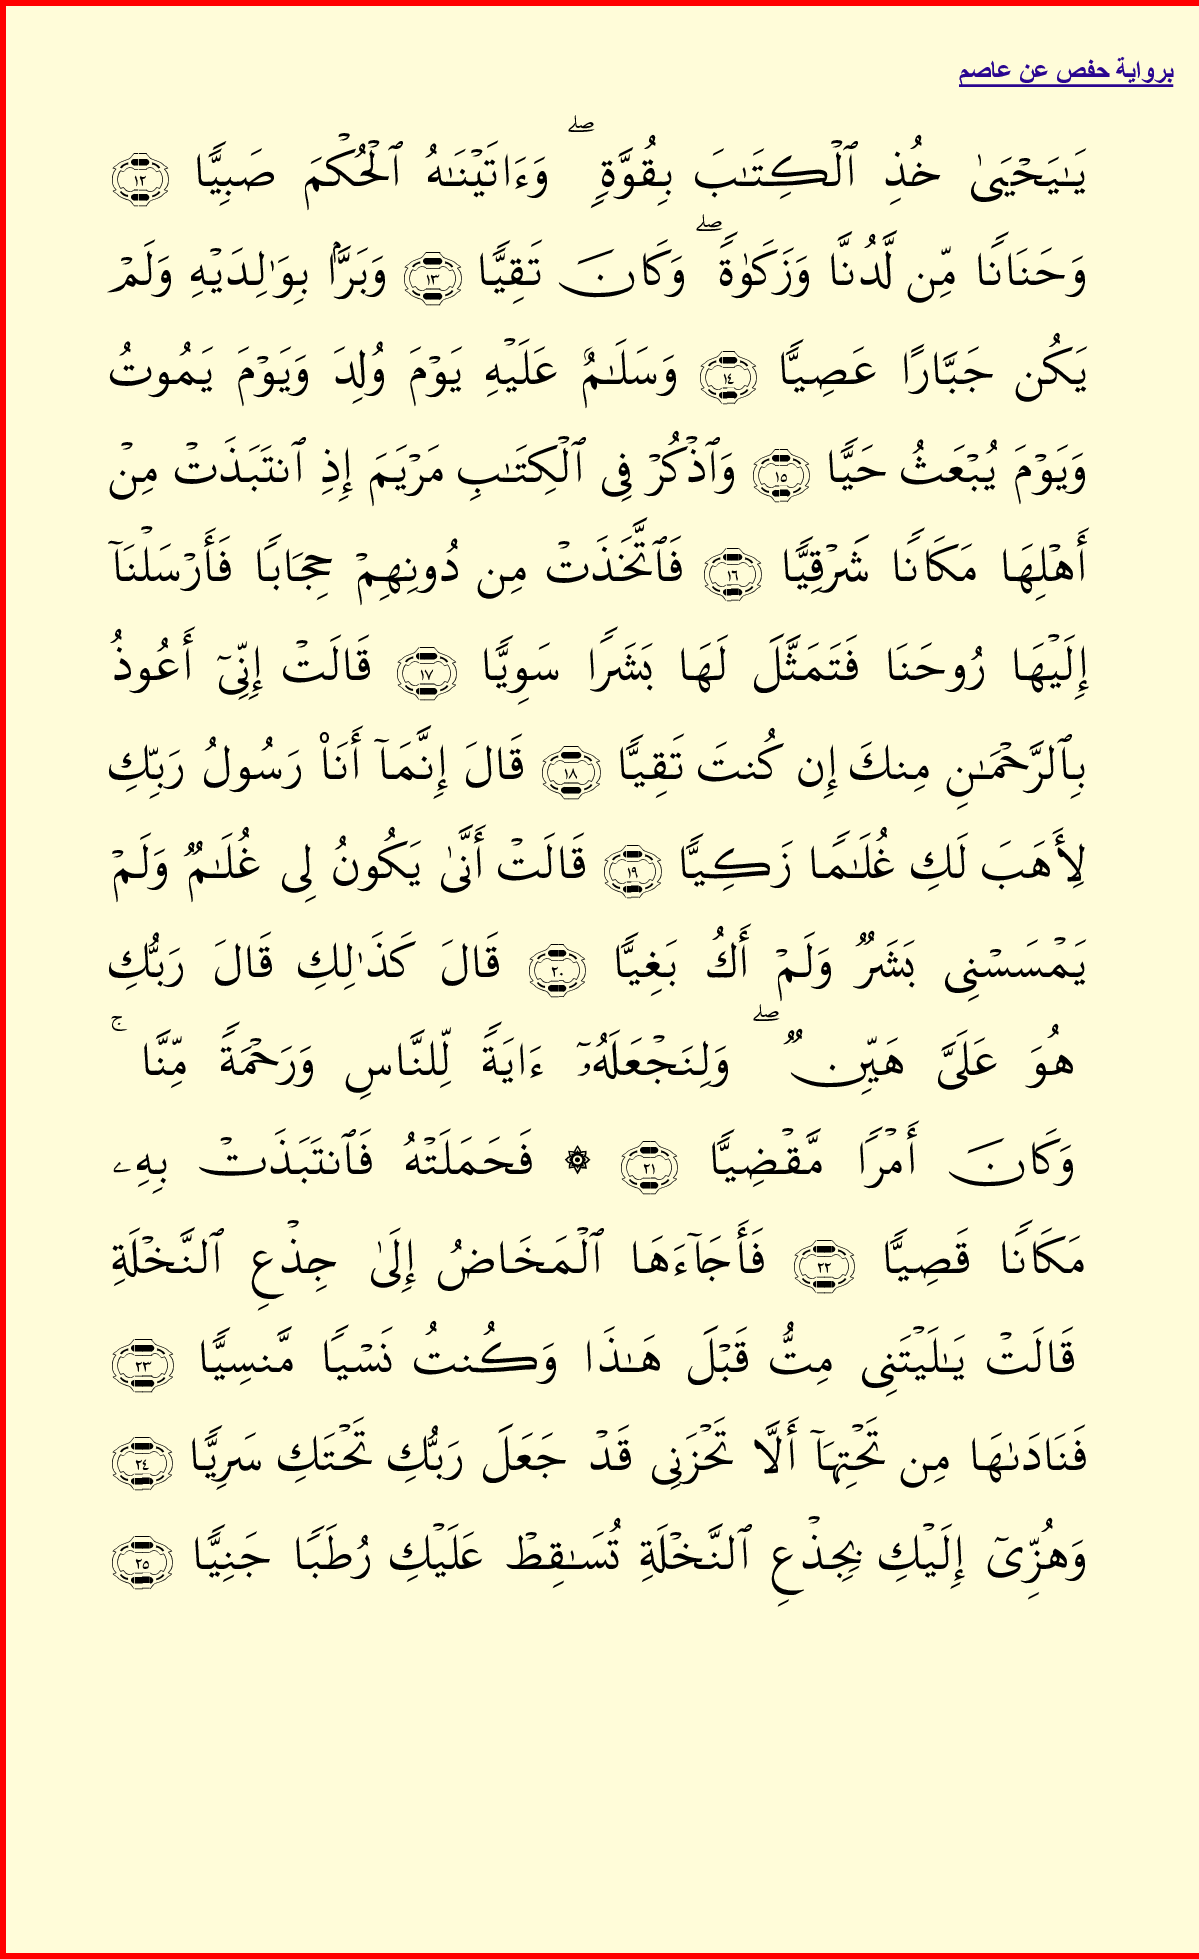 برواية حفص عن عاصم
يَـٰيَحْيَىٰ خُذِ ٱلْكِتَـٰبَ بِقُوَّةٍۢ ۖ وَءَاتَيْنَـٰهُ ٱلْحُكْمَ صَبِيًّۭا ١٢
وَحَنَانًۭا مِّن لَّدُنَّا وَزَكَوٰةًۭ ۖ وَكَانَ تَقِيًّۭا ١٣ وَبَرًّۢا بِوَٰلِدَيْهِ وَلَمْ
يَكُن جَبَّارًا عَصِيًّۭا ١٤ وَسَلَـٰمٌ عَلَيْهِ يَوْمَ وُلِدَ وَيَوْمَ يَمُوتُ
وَيَوْمَ يُبْعَثُ حَيًّۭا ١٥ وَٱذْكُرْ فِى ٱلْكِتَـٰبِ مَرْيَمَ إِذِ ٱنتَبَذَتْ مِنْ
أَهْلِهَا مَكَانًۭا شَرْقِيًّۭا ١٦ فَٱتَّخَذَتْ مِن دُونِهِمْ حِجَابًۭا فَأَرْسَلْنَآ
إِلَيْهَا رُوحَنَا فَتَمَثَّلَ لَهَا بَشَرًۭا سَوِيًّۭا ١٧ قَالَتْ إِنِّىٓ أَعُوذُ
بِٱلرَّحْمَـٰنِ مِنكَ إِن كُنتَ تَقِيًّۭا ١٨ قَالَ إِنَّمَآ أَنَا۠ رَسُولُ رَبِّكِ
لِأَهَبَ لَكِ غُلَـٰمًۭا زَكِيًّۭا ١٩ قَالَتْ أَنَّىٰ يَكُونُ لِى غُلَـٰمٌۭ وَلَمْ
يَمْسَسْنِى بَشَرٌۭ وَلَمْ أَكُ بَغِيًّۭا ٢٠ قَالَ كَذَٰلِكِ قَالَ رَبُّكِ
هُوَ عَلَىَّ هَيِّنٌۭ ۖ وَلِنَجْعَلَهُۥٓ ءَايَةًۭ لِّلنَّاسِ وَرَحْمَةًۭ مِّنَّا ۚ
وَكَانَ أَمْرًۭا مَّقْضِيًّۭا ٢١ ۞ فَحَمَلَتْهُ فَٱنتَبَذَتْ بِهِۦ
مَكَانًۭا قَصِيًّۭا ٢٢ فَأَجَآءَهَا ٱلْمَخَاضُ إِلَىٰ جِذْعِ ٱلنَّخْلَةِ
قَالَتْ يَـٰلَيْتَنِى مِتُّ قَبْلَ هَـٰذَا وَكُنتُ نَسْيًۭا مَّنسِيًّۭا ٢٣
فَنَادَىٰهَا مِن تَحْتِهَآ أَلَّا تَحْزَنِى قَدْ جَعَلَ رَبُّكِ تَحْتَكِ سَرِيًّۭا ٢٤
وَهُزِّىٓ إِلَيْكِ بِجِذْعِ ٱلنَّخْلَةِ تُسَـٰقِطْ عَلَيْكِ رُطَبًۭا جَنِيًّۭا ٢٥